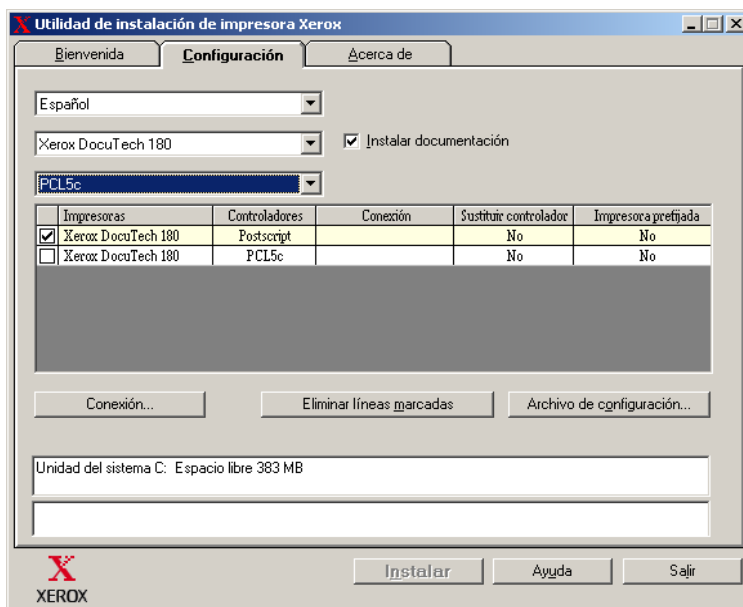 Utilidad de instalación de impresora Xerox
Bienvenida Configuración Acerca de
Español
Xerox DocuTech 180 Instalar documentación
PCL5c
Impresoras Controladores Conexión Sustituir controlador Impresora prefijada
Xerox DocuTech 180 Postscript No No
Xerox DocuTech 180 PCL5c No No
Conexión... Eliminar líneas marcadas Archivo de configuración...
Unidad del sistema C: Espacio libre 383 MB
XEROX Instalar Ayuda Salir